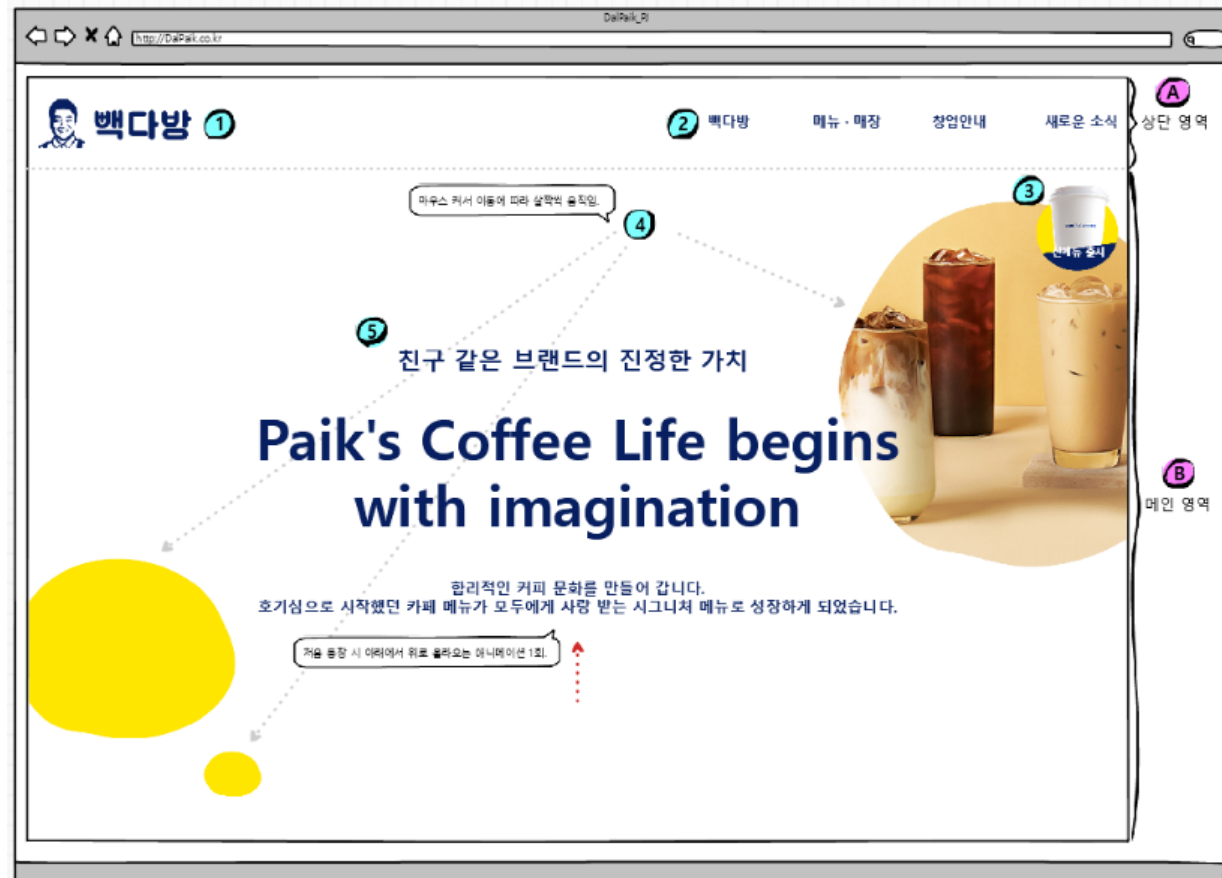 DalPaik_PJ
http://DalPaik.co.kr
q
백다방
1
2
백다방
메뉴 · 매장
창업안내
새로운 소식
A
상단 영역
3
신메뉴 출시
마우스 커서 이동에 따라 살짝씩 움직임.
4
5
친구 같은 브랜드의 진정한 가치
Paik's Coffee Life begins
with imagination
B
메인 영역
합리적인 커피 문화를 만들어 갑니다.
호기심으로 시작했던 카페 메뉴가 모두에게 사랑 받는 시그니처 메뉴로 성장하게 되었습니다.
처음 등장 시 아래에서 위로 올라오는 애니메이션 1회.